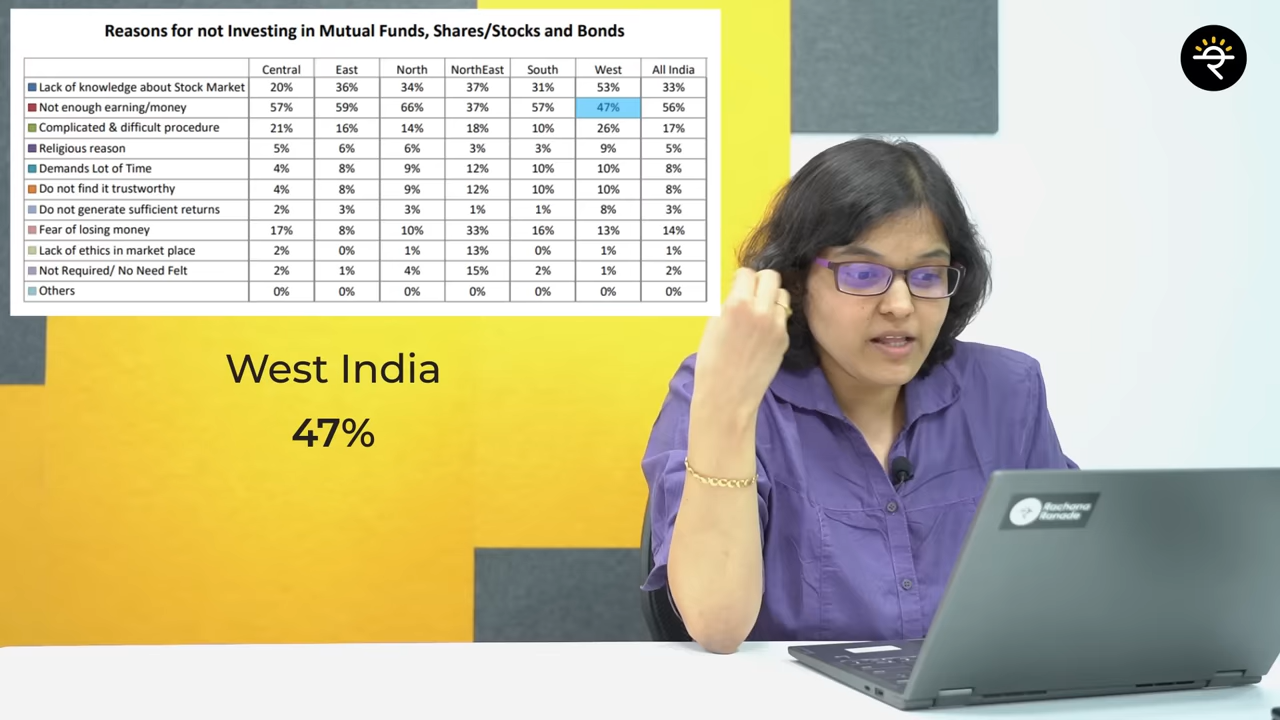 Reasons for not Investing in Mutual Funds, Shares/Stocks and Bonds
Central East North NorthEast South West All India
Lack of knowledge about Stock Market 20% 36% 34% 37% 31% 53% 33%
Not enough earning/money 57% 59% 66% 37% 57% 47% 56%
Complicated & difficult procedure 21% 16% 14% 18% 10% 26% 17%
Religious reason 5% 6% 6% 3% 3% 9% 5%
Demands Lot of Time 4% 8% 9% 12% 10% 10% 8%
Do not find it trustworthy 4% 8% 9% 12% 10% 10% 8%
Do not generate sufficient returns 2% 3% 3% 1% 1% 8% 3%
Fear of losing money 17% 8% 10% 33% 16% 13% 14%
Lack of ethics in market place 2% 0% 1% 13% 0% 1% 1%
Not Required/ No Need Felt 2% 1% 4% 15% 2% 1% 2%
Others 0% 0% 0% 0% 0% 0% 0%
West India
47%
Rachana
Ranade